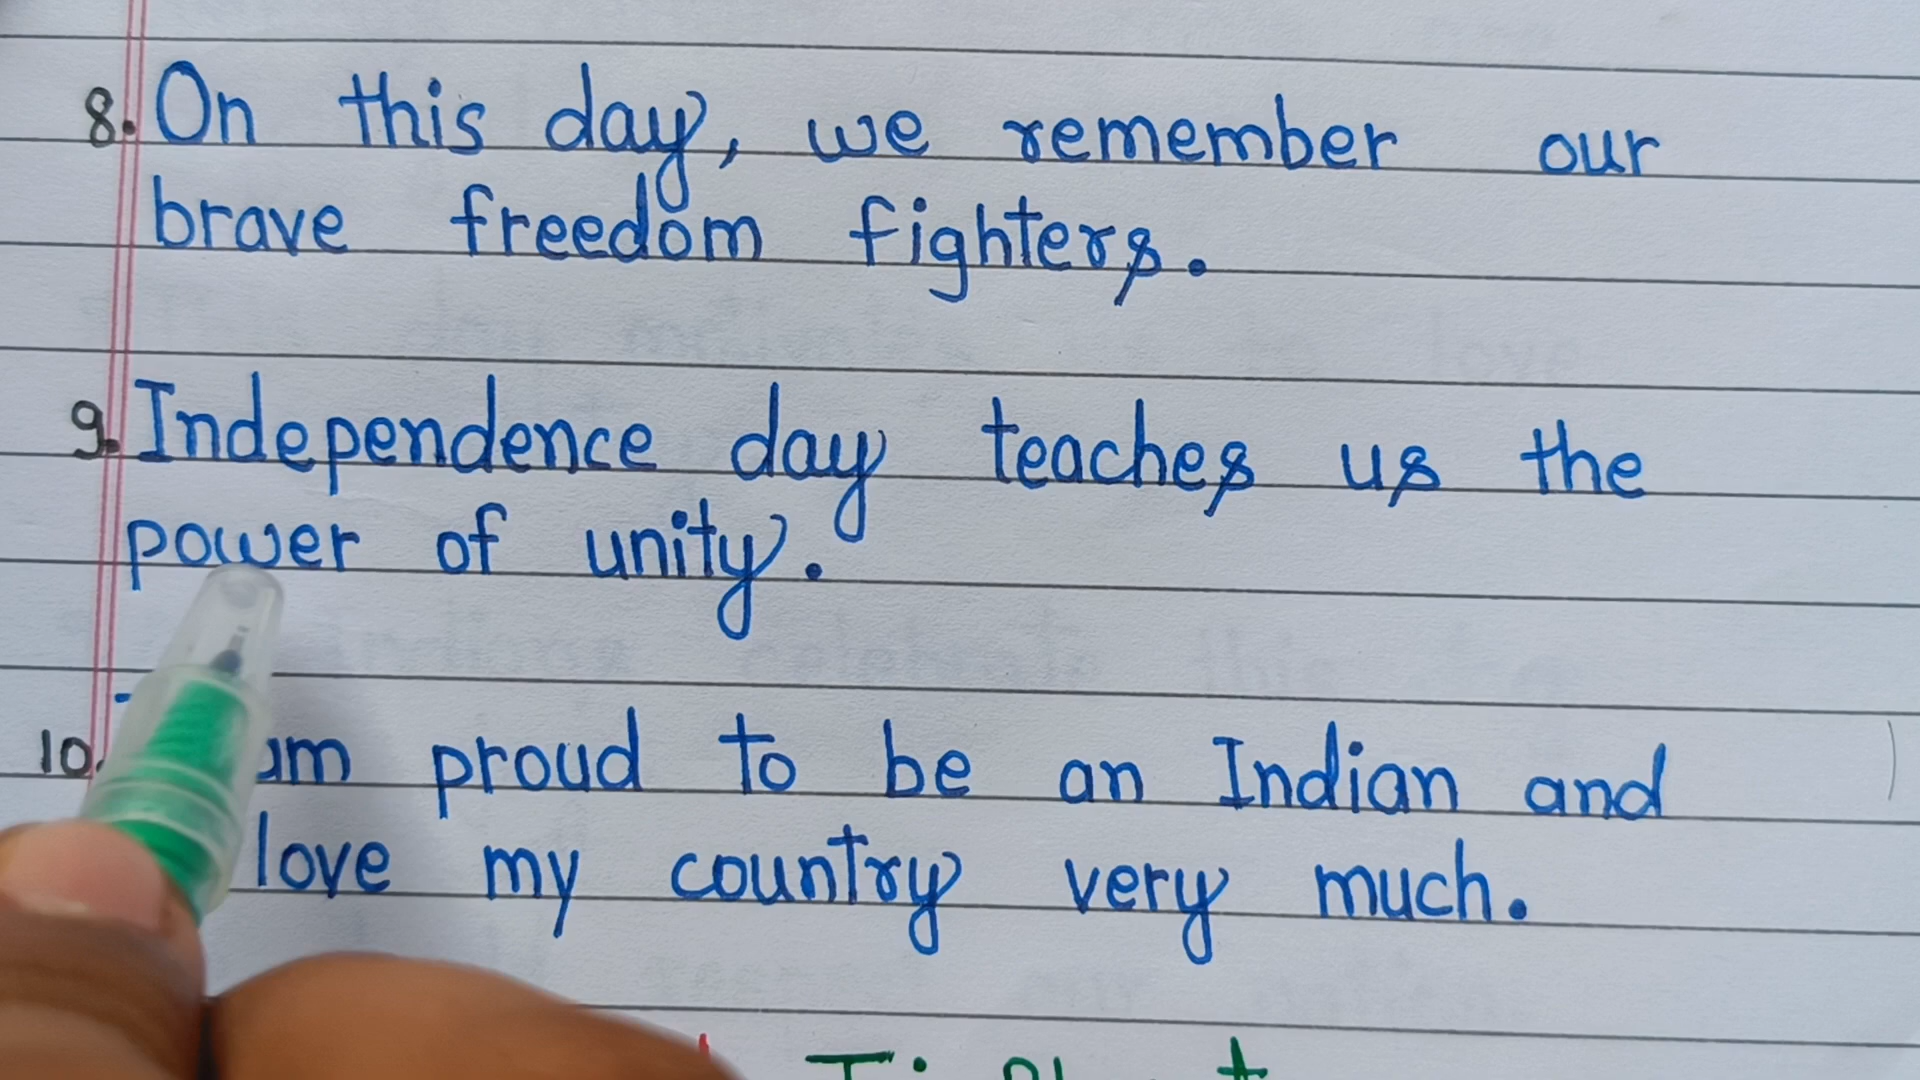 8. On this day, we remember our
brave freedom fighters.
9. Independence day teaches us the
power of unity.
10. am proud to be an Indian and
love my country very much.